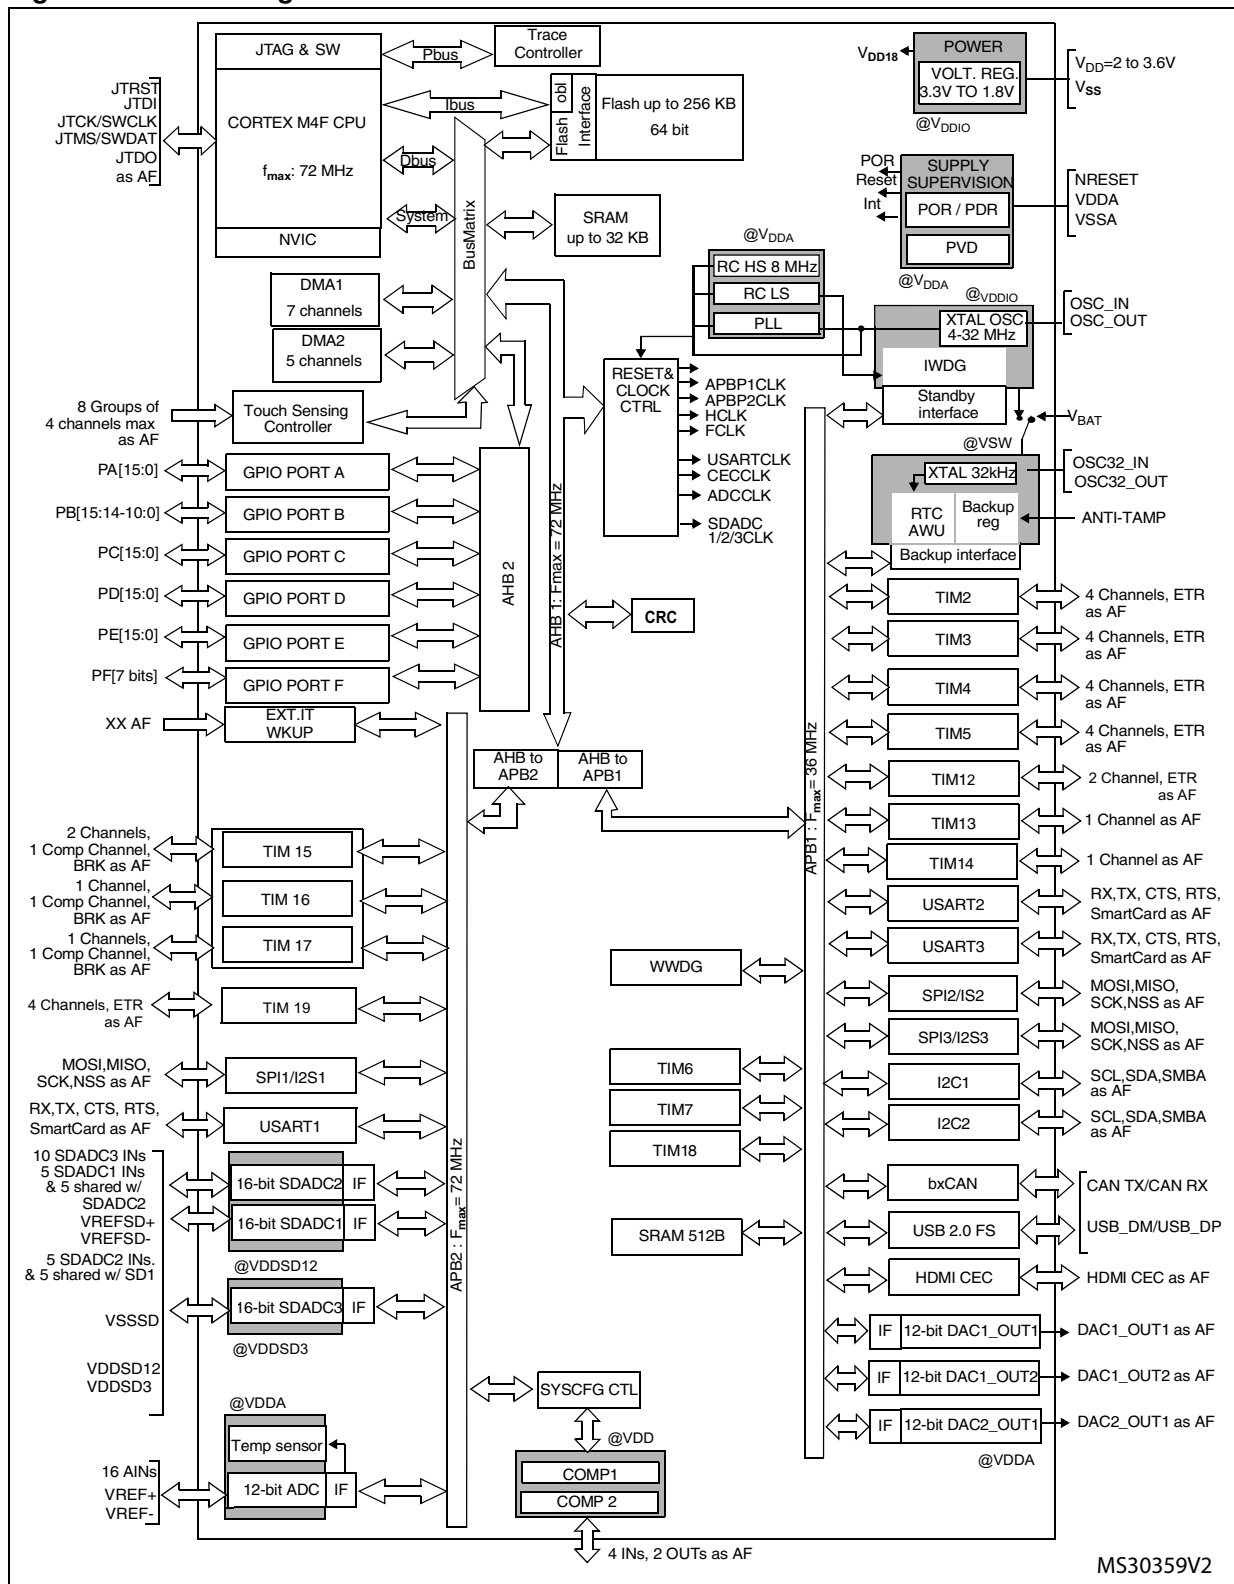 JTAG & SW
Pbus
Trace
Controller
JTRST
JTDI
JTCK/SWCLK
JTMS/SWDAT
JTDO
as AF
CORTEX M4F CPU
fmax: 72 MHz
NVIC
Ibus
Dbus
System
BusMatrix
Flash
obl
Interface
Flash up to 256 KB
64 bit
SRAM
up to 32 KB
VDD18
POWER
VOLT. REG.
3.3V TO 1.8V
@VDDIO
VDD=2 to 3.6V
VSS
POR
Reset
Int
SUPPLY
SUPERVISION
POR / PDR
PVD
@VDDA
NRESET
VDDA
VSSA
DMA1
7 channels
DMA2
5 channels
@VDDA
RC HS 8 MHz
RC LS
PLL
@VDDIO
XTAL OSC
4-32 MHz
IWDG
Standby
interface
OSC_IN
OSC_OUT
VBAT
8 Groups of
4 channels max
as AF
Touch Sensing
Controller
RESET&
CLOCK
CTRL
APBP1CLK
APBP2CLK
HCLK
FCLK
USARTCLK
CECCLK
ADCCLK
SDADC
1/2/3CLK
@VSW
XTAL 32kHz
RTC
AWU
Backup
reg
Backup interface
OSC32_IN
OSC32_OUT
ANTI-TAMP
PA[15:0]
GPIO PORT A
PB[15:14-10:0]
GPIO PORT B
PC[15:0]
GPIO PORT C
PD[15:0]
GPIO PORT D
PE[15:0]
GPIO PORT E
PF[7 bits]
GPIO PORT F
AHB 2
AHB 1: Fmax = 72 MHz
CRC
XX AF
EXT.IT
WKUP
AHB to
APB2
AHB to
APB1
APB1 : Fmax = 36 MHz
TIM2
4 Channels, ETR
as AF
TIM3
4 Channels, ETR
as AF
TIM4
4 Channels, ETR
as AF
TIM5
4 Channels, ETR
as AF
TIM12
2 Channel, ETR
as AF
TIM13
1 Channel as AF
TIM14
1 Channel as AF
USART2
RX,TX, CTS, RTS,
SmartCard as AF
USART3
RX,TX, CTS, RTS,
SmartCard as AF
SPI2/IS2
MOSI,MISO,
SCK,NSS as AF
SPI3/I2S3
MOSI,MISO,
SCK,NSS as AF
I2C1
SCL,SDA,SMBA
as AF
I2C2
SCL,SDA,SMBA
as AF
bxCAN
CAN TX/CAN RX
USB 2.0 FS
USB_DM/USB_DP
HDMI CEC
HDMI CEC as AF
IF
12-bit DAC1_OUT1
DAC1_OUT1 as AF
IF
12-bit DAC1_OUT2
DAC1_OUT2 as AF
IF
12-bit DAC2_OUT1
DAC2_OUT1 as AF
@VDDA
WWDG
TIM6
TIM7
TIM18
SRAM 512B
2 Channels,
1 Comp Channel,
BRK as AF
TIM 15
1 Channel,
1 Comp Channel,
BRK as AF
TIM 16
1 Channels,
1 Comp Channel,
BRK as AF
TIM 17
4 Channels, ETR
as AF
TIM 19
MOSI,MISO,
SCK,NSS as AF
SPI1/I2S1
RX,TX, CTS, RTS,
SmartCard as AF
USART1
APB2 : Fmax = 72 MHz
10 SDADC3 INs
5 SDADC1 INs
& 5 shared w/
SDADC2
VREFSD+
VREFSD-
5 SDADC2 INs.
& 5 shared w/ SD1
VSSSD
VDDSD12
VDDSD3
16-bit SDADC2
IF
16-bit SDADC1
IF
@VDDSD12
16-bit SDADC3
IF
@VDDSD3
@VDDA
Temp sensor
12-bit ADC
IF
16 AINs
VREF+
VREF-
SYSCFG CTL
@VDD
COMP1
COMP 2
4 INs, 2 OUTs as AF
MS30359V2